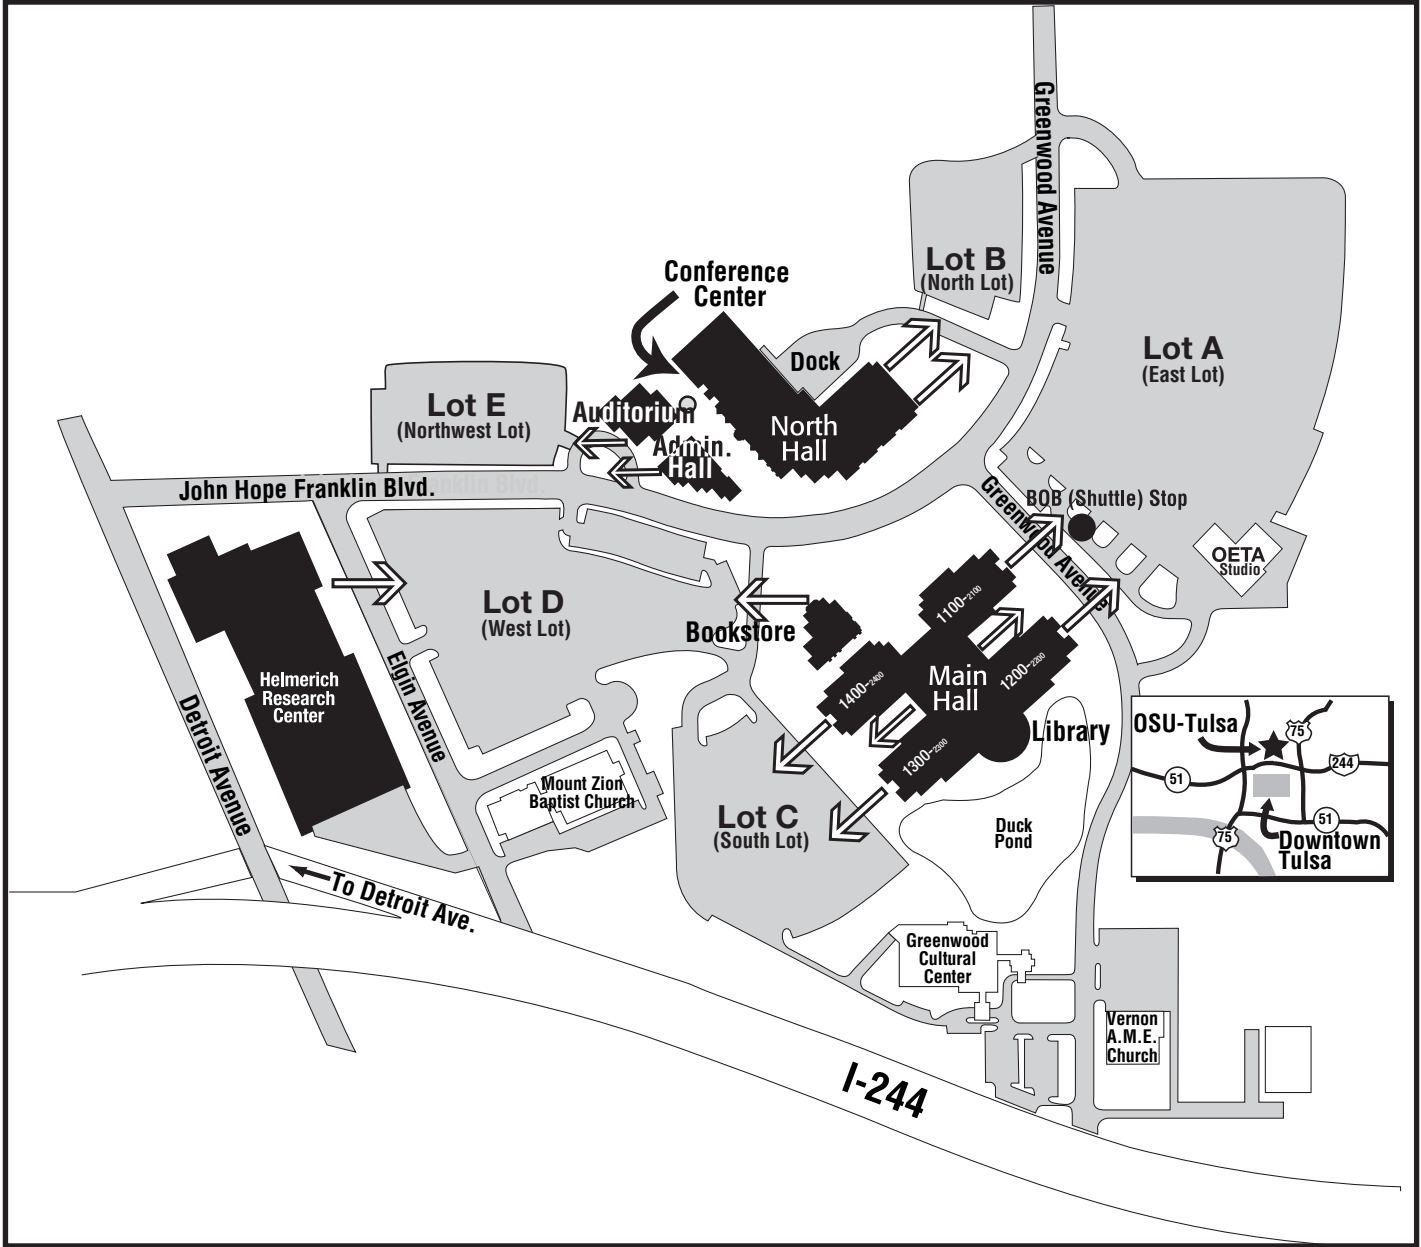 Greenwood Avenue
Lot B
(North Lot)
Conference
Center
Lot A
(East Lot)
Dock
Lot E
(Northwest Lot)
Auditorium
North
Hall
Admin.
Hall
John Hope Franklin Blvd.
Greenwood Avenue
BOB (Shuttle) Stop
OETA
Studio
Lot D
(West Lot)
1100-2100
Bookstore
Helmerich
Research
Center
Elgin Avenue
Detroit Avenue
1400-2400
Main
Hall
1200-2200
1300-2300
Library
OSU-Tulsa
75
244
51
51
75
Downtown
Tulsa
Mount Zion
Baptist Church
Lot C
(South Lot)
Duck
Pond
To Detroit Ave.
Greenwood
Cultural
Center
Vernon
A.M.E.
Church
I-244